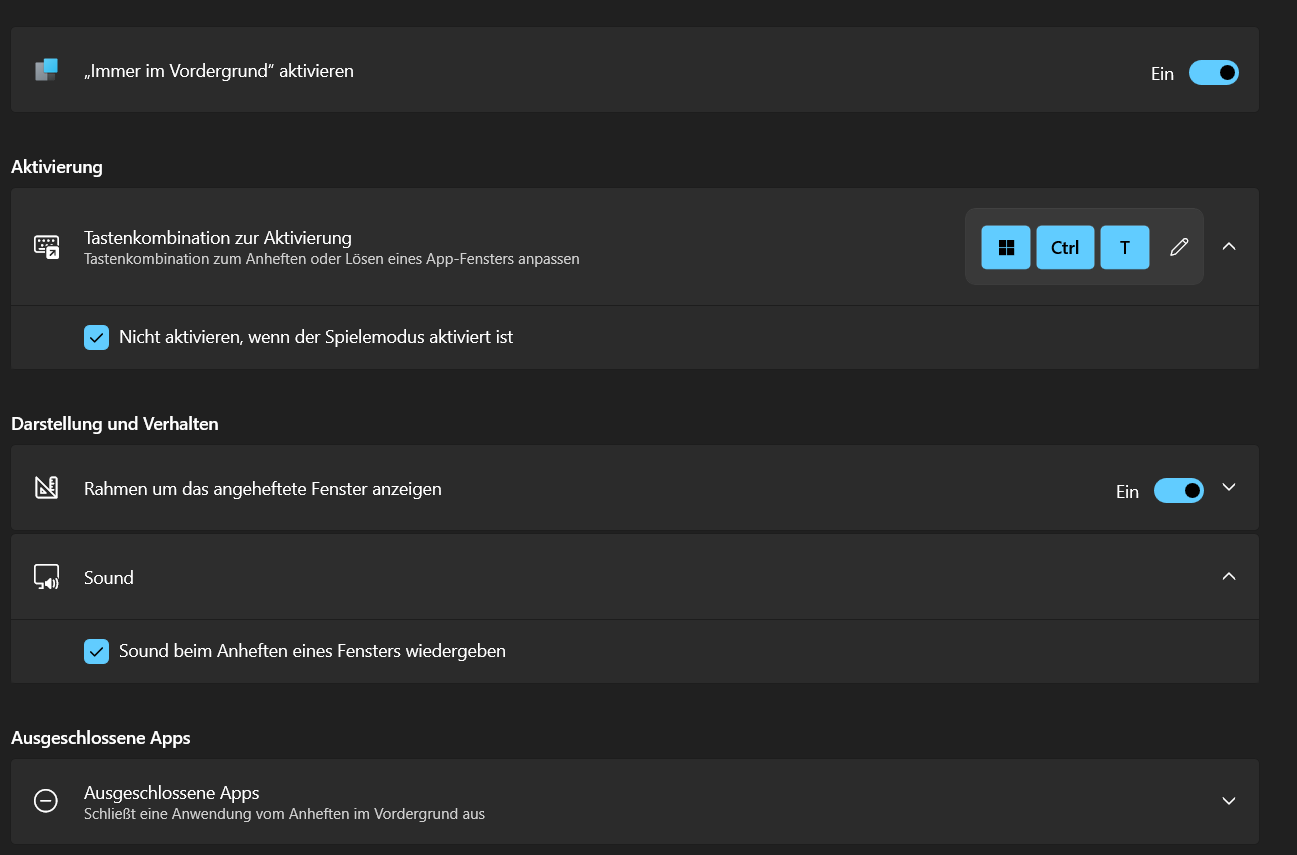 „Immer im Vordergrund“ aktivieren
Ein
Aktivierung
Tastenkombination zur Aktivierung
Tastenkombination zum Anheften oder Lösen eines App-Fensters anpassen
Ctrl
T
Nicht aktivieren, wenn der Spielemodus aktiviert ist
Darstellung und Verhalten
Rahmen um das angeheftete Fenster anzeigen
Ein
Sound
Sound beim Anheften eines Fensters wiedergeben
Ausgeschlossene Apps
Ausgeschlossene Apps
Schließt eine Anwendung vom Anheften im Vordergrund aus